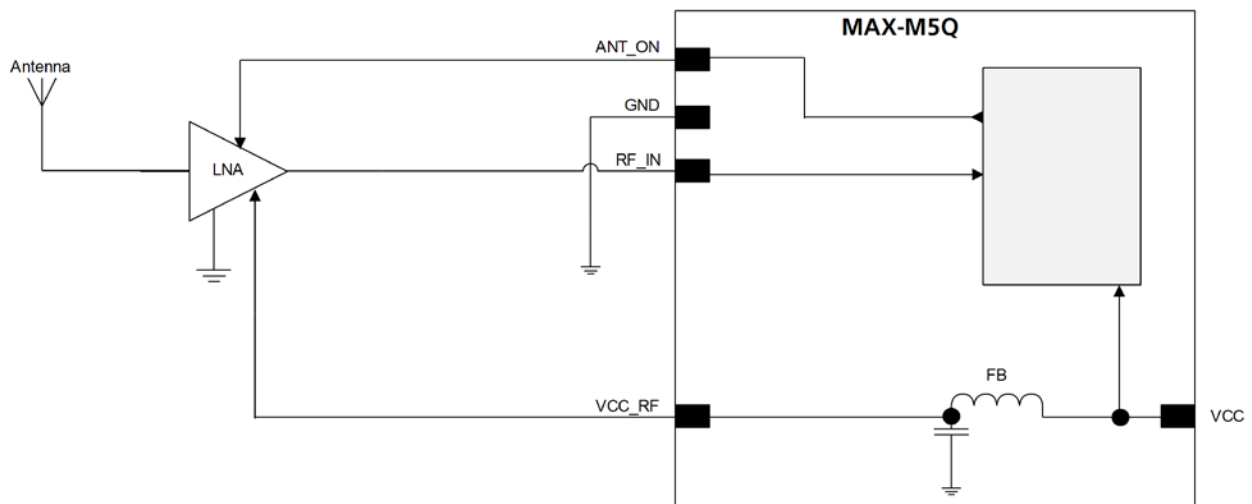 MAX-M5Q
ANT_ON
Antenna
GND
LNA
RF_IN
FB
VCC_RF
VCC